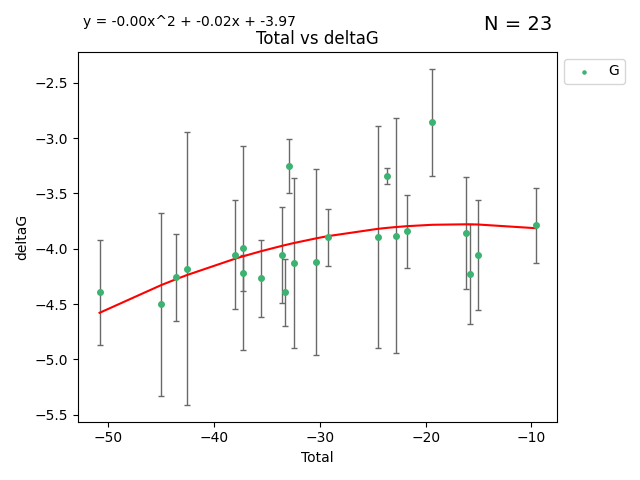 y = -0.00x^2 + -0.02x + -3.97
N = 23
Total vs deltaG
G
deltaG
−2.5
−3.0
−3.5
−4.0
−4.5
−5.0
−5.5
−50
−40
−30
−20
−10
Total